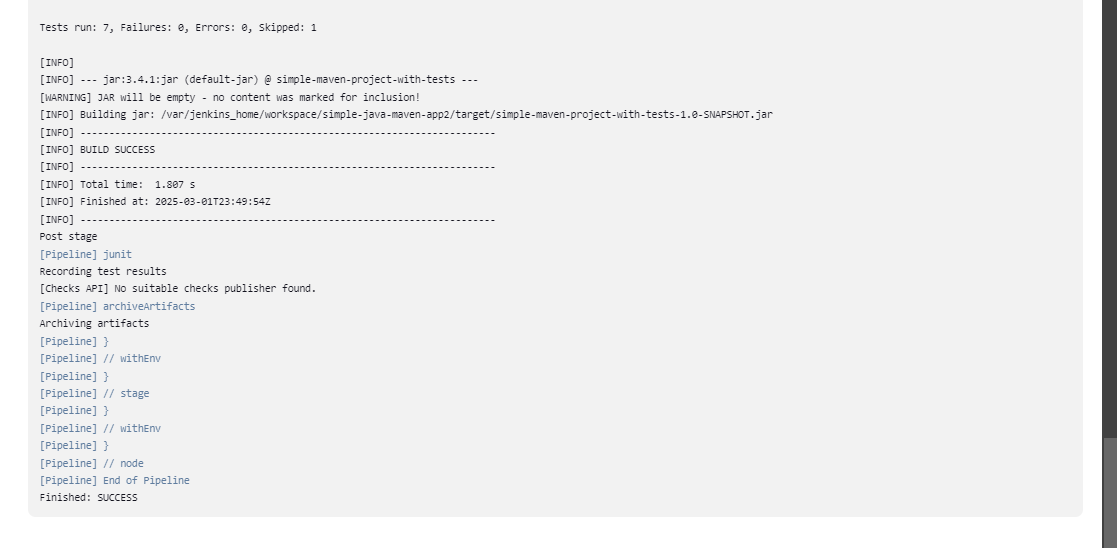 Tests run: 7, Failures: 0, Errors: 0, Skipped: 1
[INFO]
[INFO] --- jar:3.4.1:jar (default-jar) @ simple-maven-project-with-tests ---
[WARNING] JAR will be empty - no content was marked for inclusion!
[INFO] Building jar: /var/jenkins_home/workspace/simple-java-maven-app2/target/simple-maven-project-with-tests-1.0-SNAPSHOT.jar
[INFO] ------------------------------------------------------------------------
[INFO] BUILD SUCCESS
[INFO] ------------------------------------------------------------------------
[INFO] Total time:  1.807 s
[INFO] Finished at: 2025-03-01T23:49:54Z
[INFO] ------------------------------------------------------------------------
Post stage
[Pipeline] junit
Recording test results
[Checks API] No suitable checks publisher found.
[Pipeline] archiveArtifacts
Archiving artifacts
[Pipeline] }
[Pipeline] // withEnv
[Pipeline] }
[Pipeline] // stage
[Pipeline] }
[Pipeline] // withEnv
[Pipeline] }
[Pipeline] // node
[Pipeline] End of Pipeline
Finished: SUCCESS